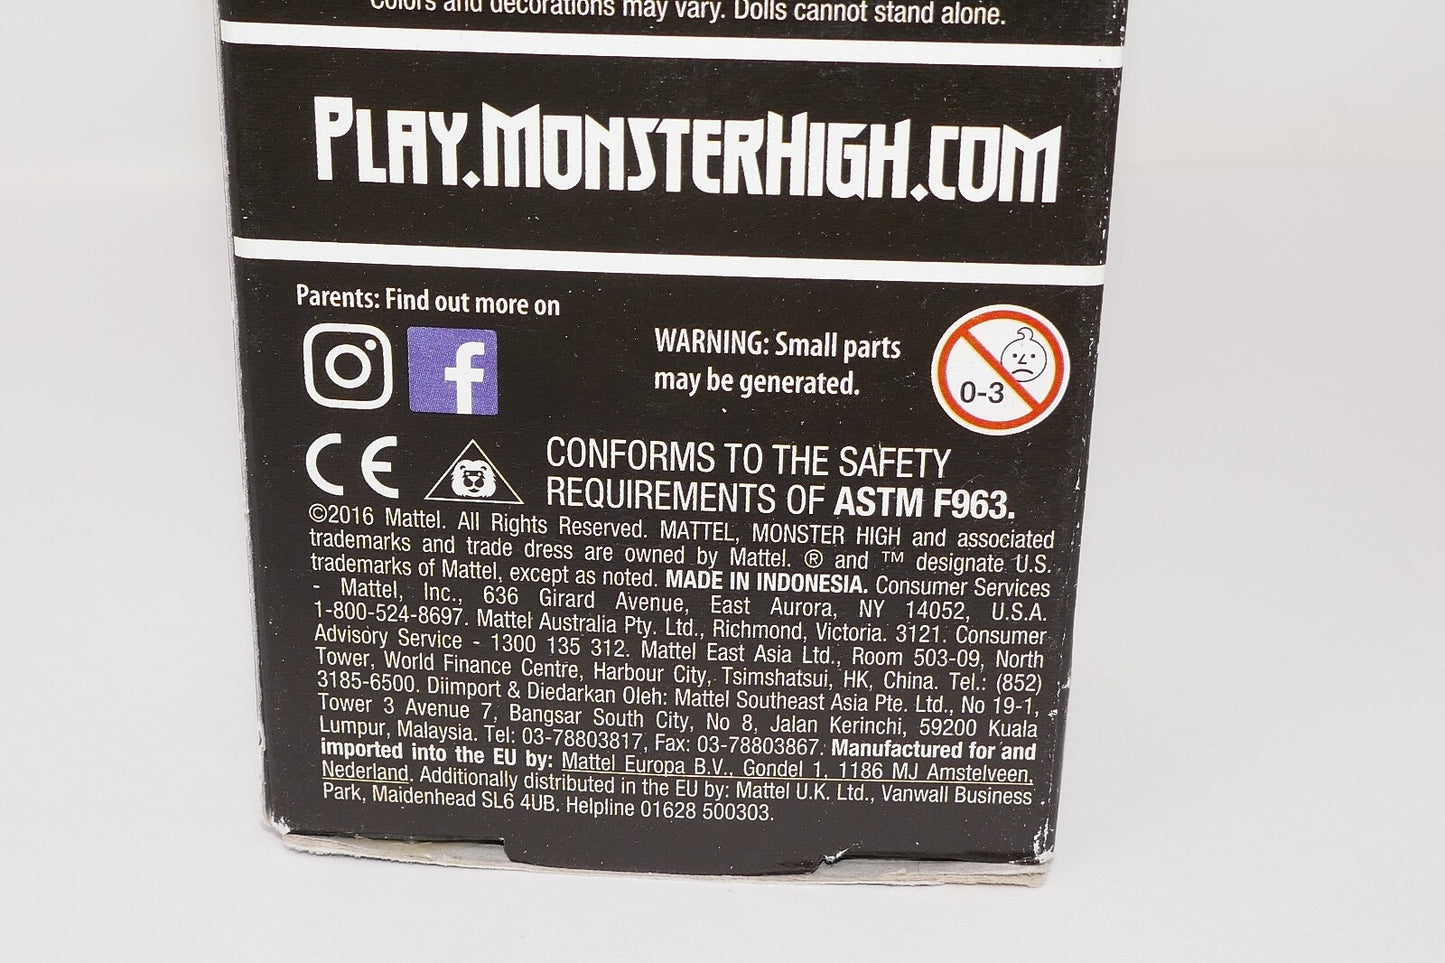 Colors and decorations may vary. Dolls cannot stand alone.
PLAY.MONSTERHIGH.COM
Parents: Find out more on
f
WARNING: Small parts
may be generated.
0-3
CE
CONFORMS TO THE SAFETY
REQUIREMENTS OF ASTM F963.
©2016 Mattel. All Rights Reserved. MATTEL, MONSTER HIGH and associated
trademarks and trade dress are owned by Mattel. ® and ™ designate U.S.
trademarks of Mattel, except as noted. MADE IN INDONESIA. Consumer Services
- Mattel, Inc., 636 Girard Avenue, East Aurora, NY 14052, U.S.A.
1-800-524-8697. Mattel Australia Pty. Ltd., Richmond, Victoria. 3121. Consumer
Advisory Service - 1300 135 312. Mattel East Asia Ltd., Room 503-09, North
Tower, World Finance Centre, Harbour City, Tsimshatsui, HK, China. Tel.: (852)
3185-6500. Diimport & Diedarkan Oleh: Mattel Southeast Asia Pte. Ltd., No 19-1,
Tower 3 Avenue 7, Bangsar South City, No 8, Jalan Kerinchi, 59200 Kuala
Lumpur, Malaysia. Tel: 03-78803817, Fax: 03-78803867. Manufactured for and
imported into the EU by: Mattel Europa B.V., Gondel 1, 1186 MJ Amstelveen,
Nederland. Additionally distributed in the EU by: Mattel U.K. Ltd., Vanwall Business
Park, Maidenhead SL6 4UB. Helpline 01628 500303.